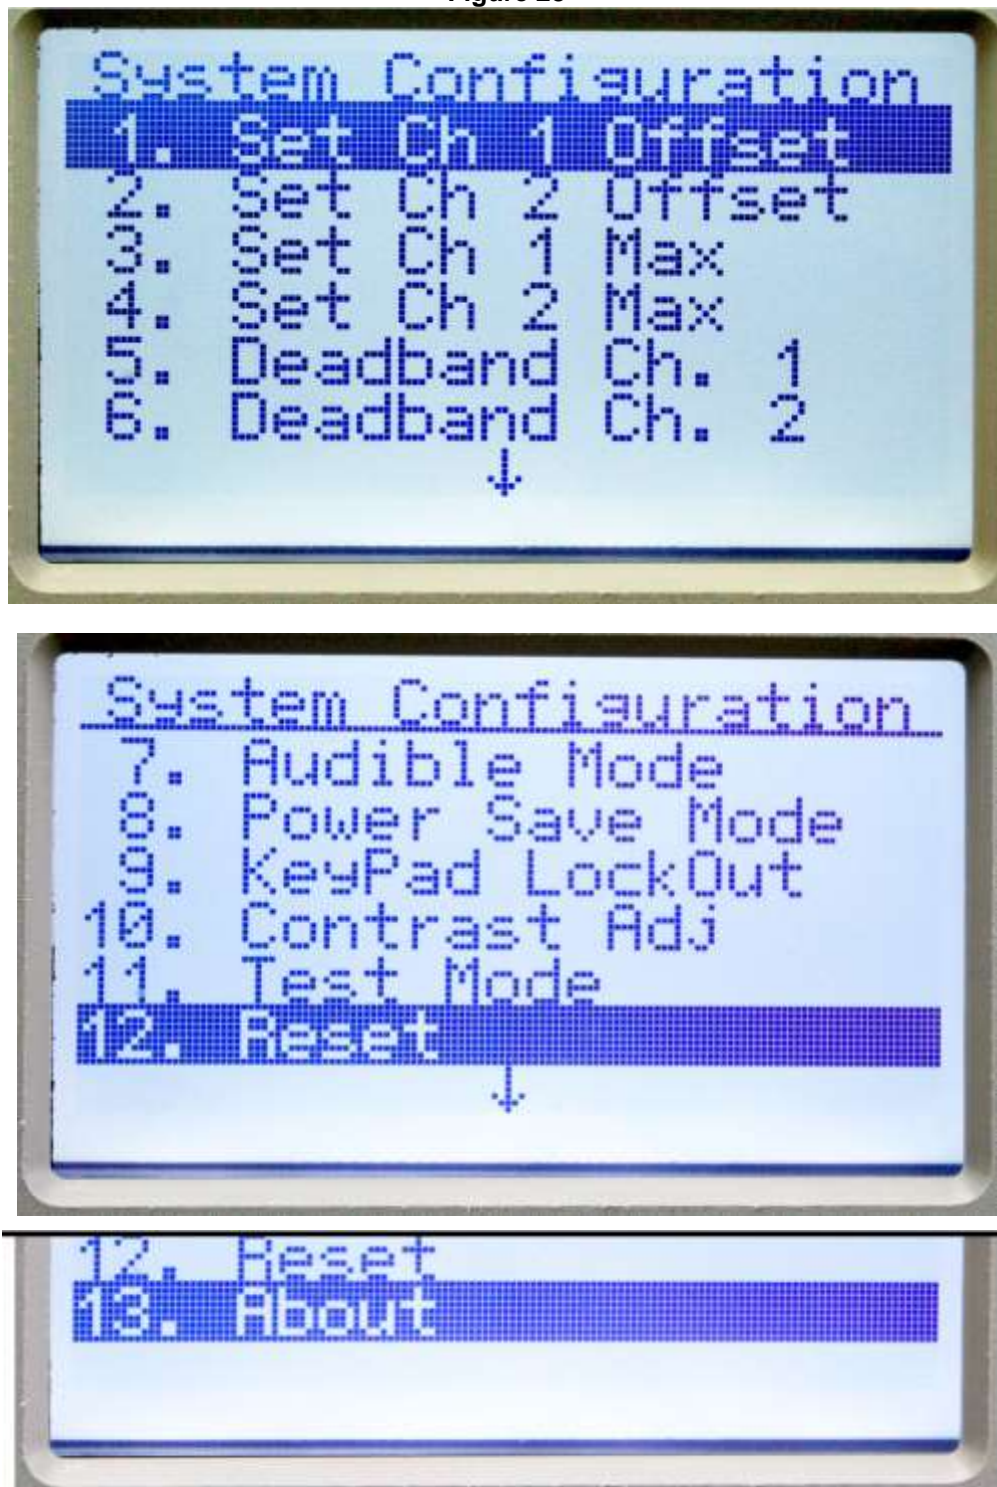 System Configuration
1. Set Ch 1 Offset
2. Set Ch 2 Offset
3. Set Ch 1 Max
4. Set Ch 2 Max
5. Deadband Ch. 1
6. Deadband Ch. 2
↓
System Configuration
7. Audible Mode
8. Power Save Mode
9. KeyPad LockOut
10. Contrast Adj
11. Test Mode
12. Reset
↓
12. Reset
13. About